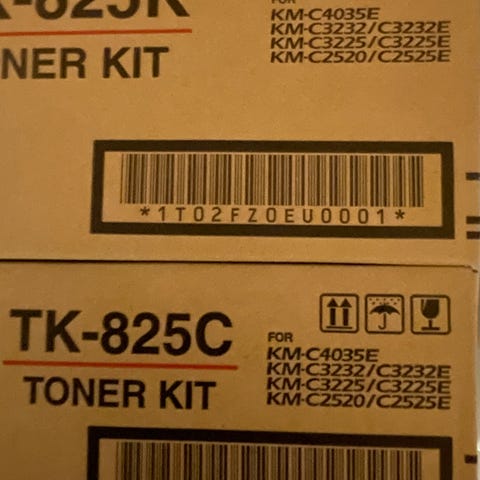 K-825K
FOR
KM-C4035E
KM-C3232/C3232E
KM-C3225/C3225E
KM-C2520/C2525E
NER KIT
*1T02FZ0EU0001*
TK-825C
TONER KIT
FOR
KM-C4035E
KM-C3232/C3232E
KM-C3225/C3225E
KM-C2520/C2525E